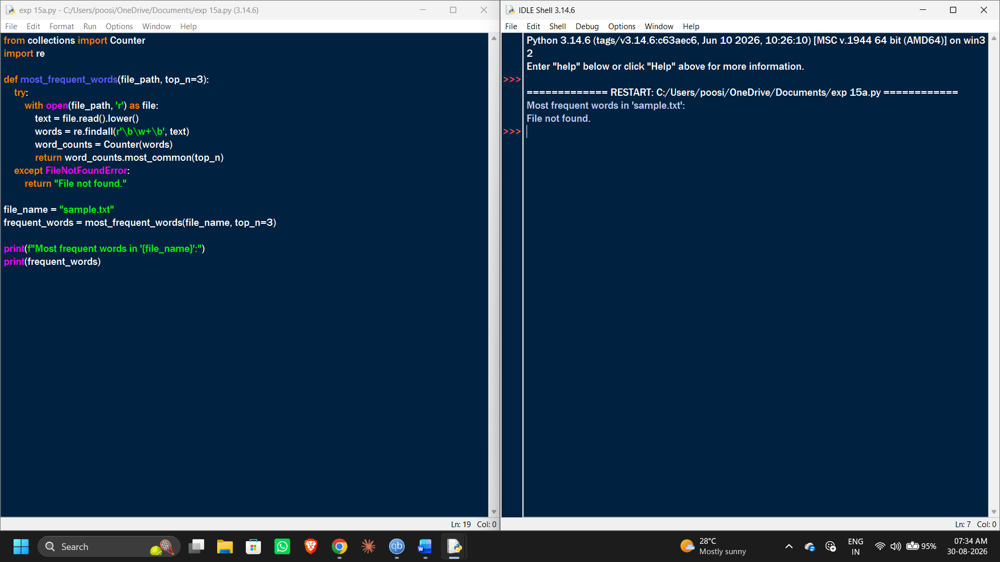 exp 15a.py - C:/Users/poosi/OneDrive/Documents/exp 15a.py (3.14.6)
File Edit Format Run Options Window Help
from collections import Counter
import re
def most_frequent_words(file_path, top_n=3):
    try:
        with open(file_path, 'r') as file:
            text = file.read().lower()
            words = re.findall(r'\b\w+\b', text)
            word_counts = Counter(words)
            return word_counts.most_common(top_n)
    except FileNotFoundError:
        return "File not found."
file_name = "sample.txt"
frequent_words = most_frequent_words(file_name, top_n=3)
print(f"Most frequent words in '{file_name}':")
print(frequent_words)
Ln: 19 Col: 0
IDLE Shell 3.14.6
File Edit Shell Debug Options Window Help
Python 3.14.6 (tags/v3.14.6:c63aec6, Jun 10 2026, 10:26:10) [MSC v.1944 64 bit (AMD64)] on win3
2
Enter "help" below or click "Help" above for more information.
>>>
============= RESTART: C:/Users/poosi/OneDrive/Documents/exp 15a.py ============
Most frequent words in 'sample.txt':
File not found.
>>>
Ln: 7 Col: 0
Search
qb
W
28°C
Mostly sunny
ENG
IN
95%
07:34 AM
30-08-2026